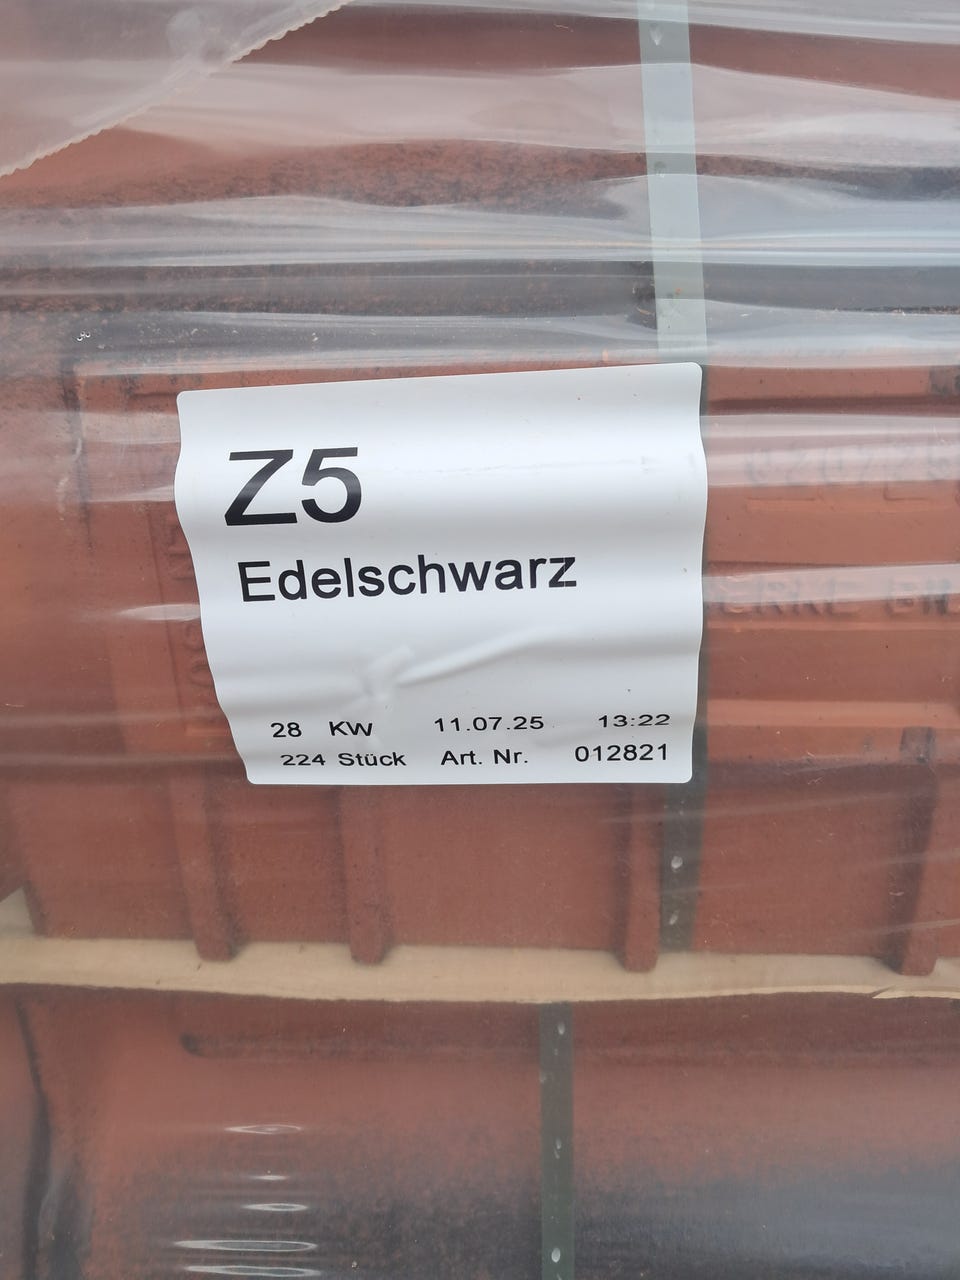 Z5
Edelschwarz
28 KW 11.07.25 13:22
224 Stück Art. Nr. 012821